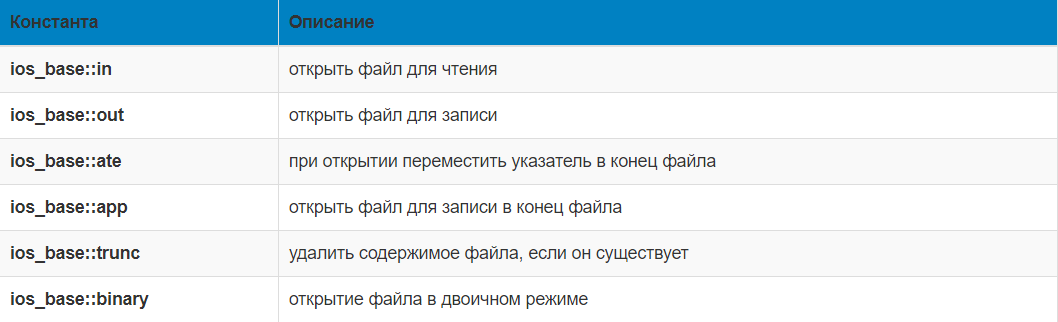 Константа Описание
ios_base::in открыть файл для чтения
ios_base::out открыть файл для записи
ios_base::ate при открытии переместить указатель в конец файла
ios_base::app открыть файл для записи в конец файла
ios_base::trunc удалить содержимое файла, если он существует
ios_base::binary открытие файла в двоичном режиме